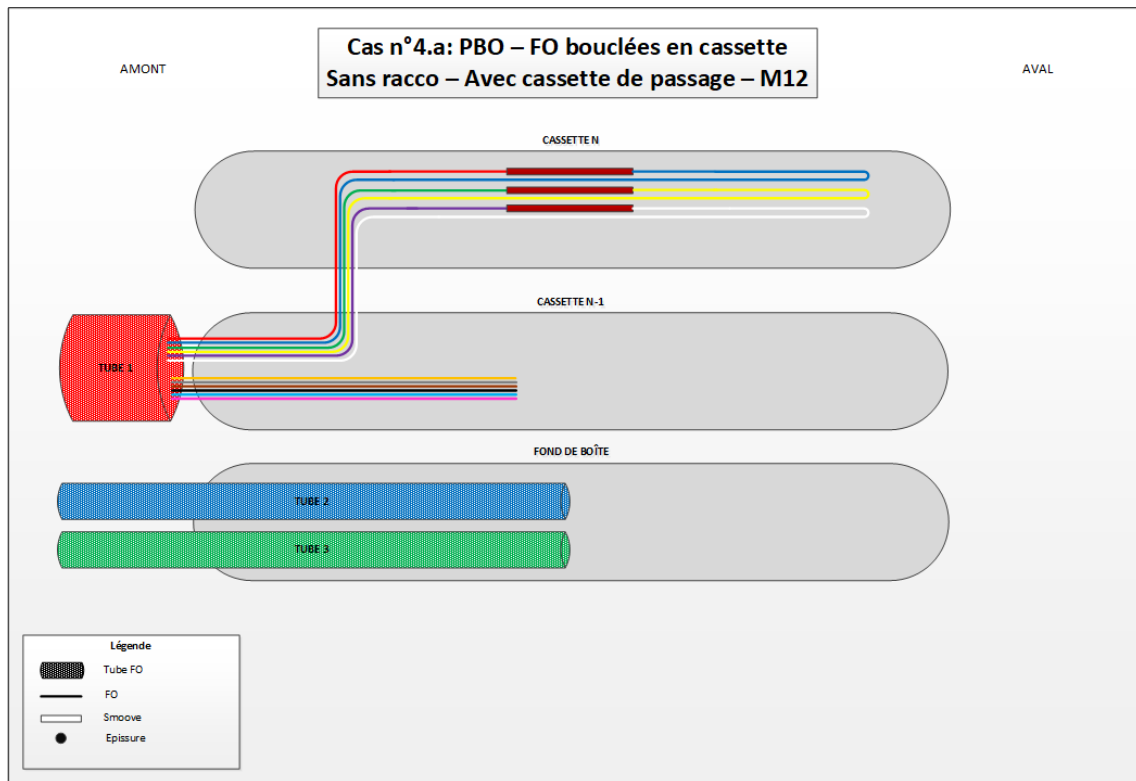 Cas n°4.a: PBO – FO bouclées en cassette
Sans racco – Avec cassette de passage – M12
AMONT
AVAL
CASSETTE N
CASSETTE N-1
TUBE 1
FOND DE BOÎTE
TUBE 2
TUBE 3
Légende
Tube FO
FO
Smoove
Epissure